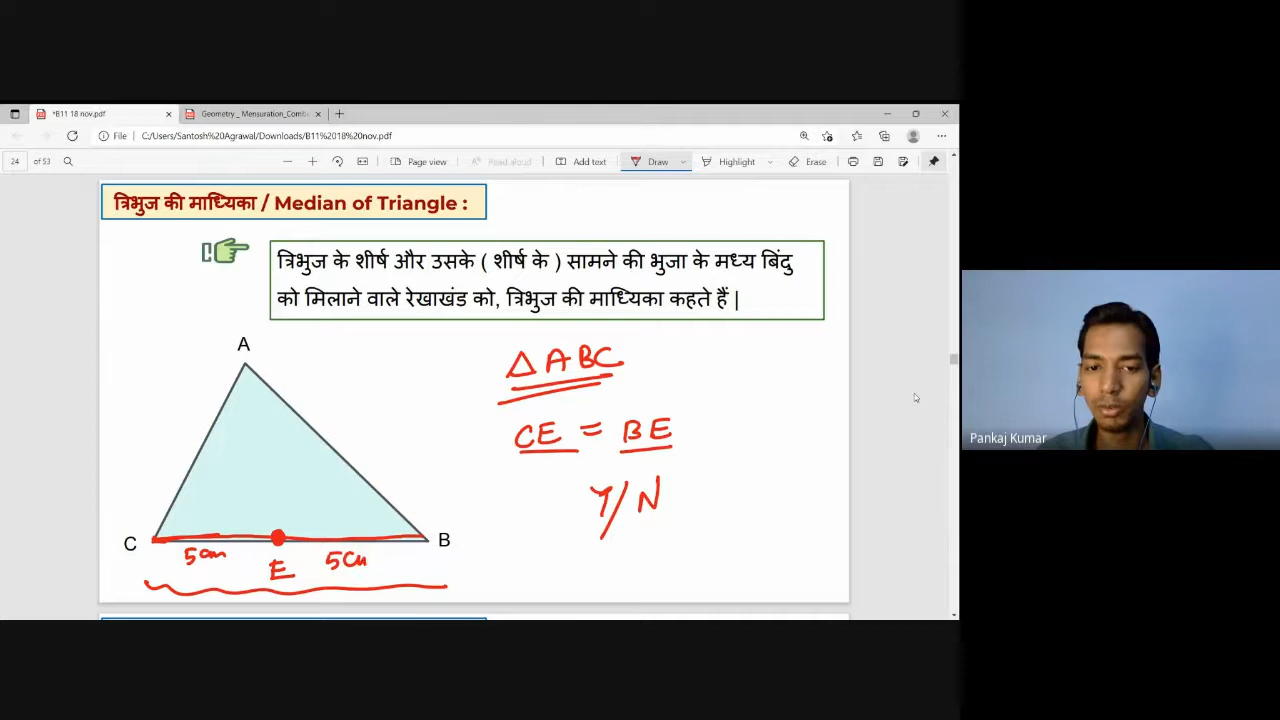 *B11 18 nov.pdf
Geometry _ Mensuration_Comb
File
C:/Users/Santosh%20Agrawal/Downloads/B11%2018%20nov.pdf
24 of 53
Page view
Read aloud
Add text
Draw
Highlight
Erase
त्रिभुज की माध्यिका / Median of Triangle :
त्रिभुज के शीर्ष और उसके ( शीर्ष के ) सामने की भुजा के मध्य बिंदु
को मिलाने वाले रेखाखंड को, त्रिभुज की माध्यिका कहते हैं |
A
Δ ABC
CE = BE
Y/N
C
B
5cm
E
5cm
Pankaj Kumar